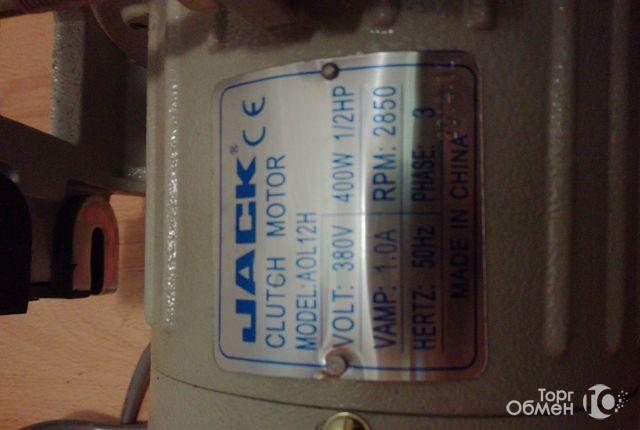 JACK® CE
CLUTCH MOTOR
MODEL: AOL12H
VOLT: 380V 400W 1/2HP
VAMP: 1.0A RPM: 2850
HERTZ: 50Hz PHASE: 3
MADE IN CHINA
Торг
Обмен